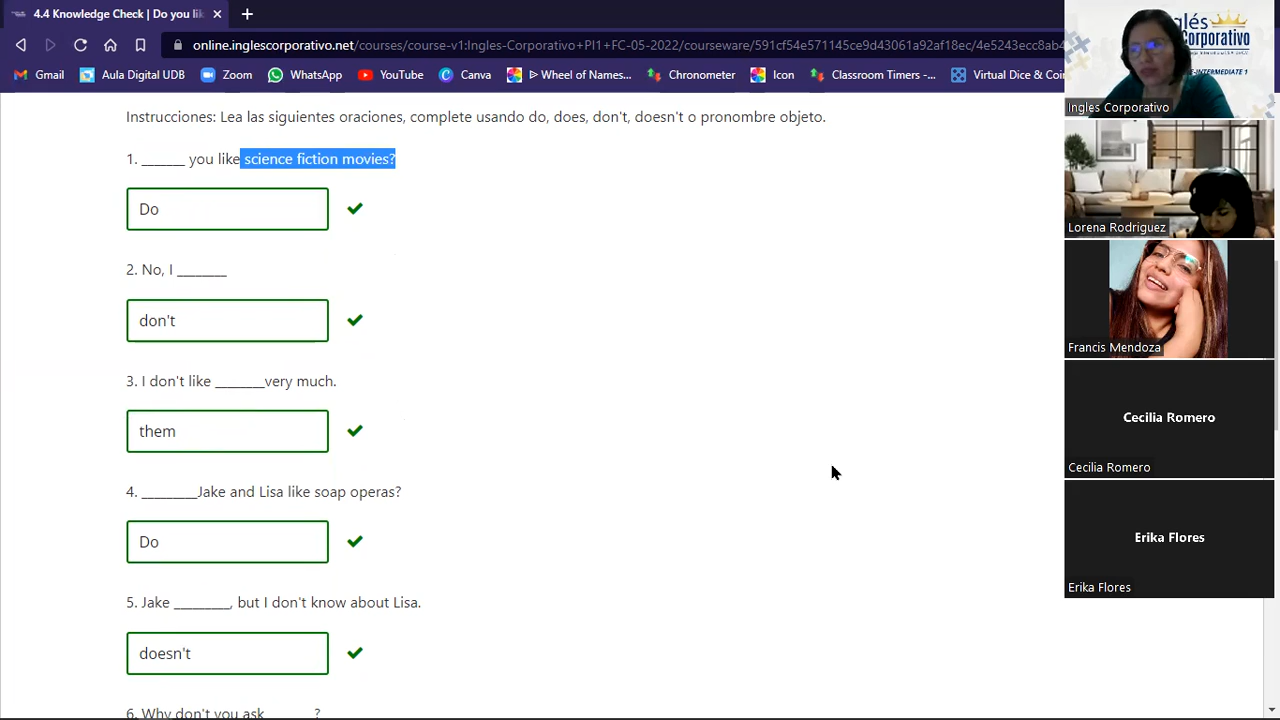 4.4 Knowledge Check | Do you lik
online.inglescorporativo.net/courses/course-v1:Ingles-Corporativo+PI1+FC-05-2022/courseware/591cf54e571145ce9d43061a92af18ec/4e5243ecc8ab4
Gmail Aula Digital UDB Zoom WhatsApp YouTube Canva ᐅ Wheel of Names... Chronometer Icon Classroom Timers -... Virtual Dice & Coi
Instrucciones: Lea las siguientes oraciones, complete usando do, does, don't, doesn't o pronombre objeto.
1. _______ you like science fiction movies?
Do
2. No, I ________
don't
3. I don't like ________very much.
them
4. _________Jake and Lisa like soap operas?
Do
5. Jake _________, but I don't know about Lisa.
doesn't
6. Why don't you ask ________?
glés
Corporativo
E-INTERMEDIATE 1
Ingles Corporativo
Lorena Rodriguez
Francis Mendoza
Cecilia Romero
Cecilia Romero
Erika Flores
Erika Flores